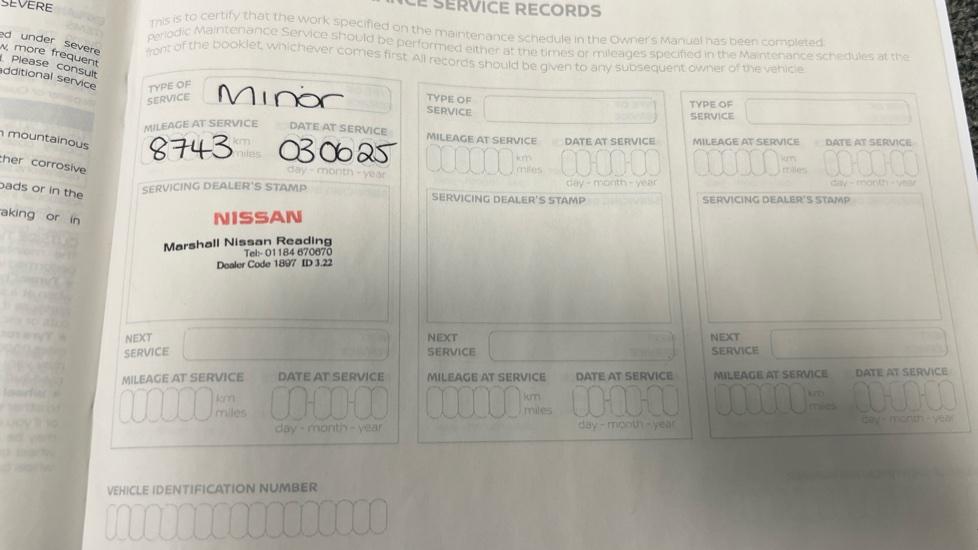 SEVERE
ed under severe
w, more frequent
d. Please consult
additional service
n mountainous
ther corrosive
oads or in the
aking or in
SERVICE RECORDS
This is to certify that the work specified on the maintenance schedule in the Owner's Manual has been completed.
Periodic Maintenance Service should be performed either at the times or mileages specified in the Maintenance schedules at the
front of the booklet, whichever comes first. All records should be given to any subsequent owner of the vehicle.
TYPE OF
SERVICE
Minor
MILEAGE AT SERVICE DATE AT SERVICE
8743 km
miles
030625
day - month - year
SERVICING DEALER'S STAMP
NISSAN
Marshall Nissan Reading
Tel:- 01184 670670
Dealer Code 1897 ID 3.22
NEXT
SERVICE
MILEAGE AT SERVICE DATE AT SERVICE
km
miles
day - month - year
TYPE OF
SERVICE
MILEAGE AT SERVICE DATE AT SERVICE
km
miles
day - month - year
SERVICING DEALER'S STAMP
NEXT
SERVICE
MILEAGE AT SERVICE DATE AT SERVICE
km
miles
day - month - year
TYPE OF
SERVICE
MILEAGE AT SERVICE DATE AT SERVICE
km
miles
day - month - year
SERVICING DEALER'S STAMP
NEXT
SERVICE
MILEAGE AT SERVICE DATE AT SERVICE
km
miles
day - month - year
VEHICLE IDENTIFICATION NUMBER